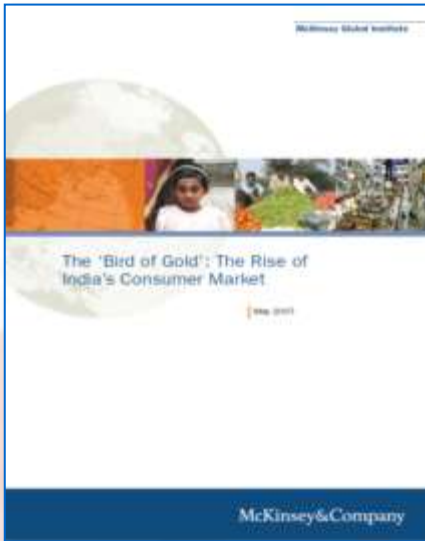 McKinsey Global Institute
The ‘Bird of Gold’: The Rise of
India’s Consumer Market
May 2007
McKinsey&Company